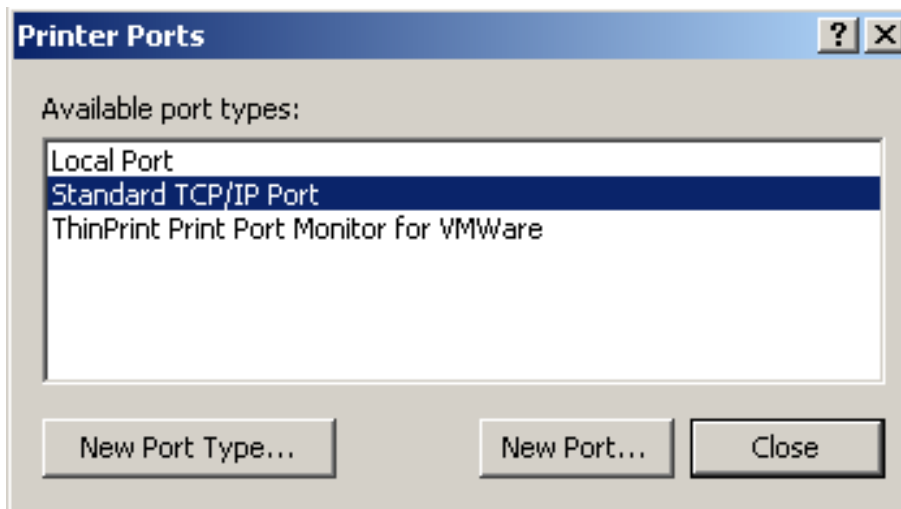 Printer Ports
?
Available port types:
Local Port
Standard TCP/IP Port
ThinPrint Print Port Monitor for VMWare
New Port Type... New Port... Close